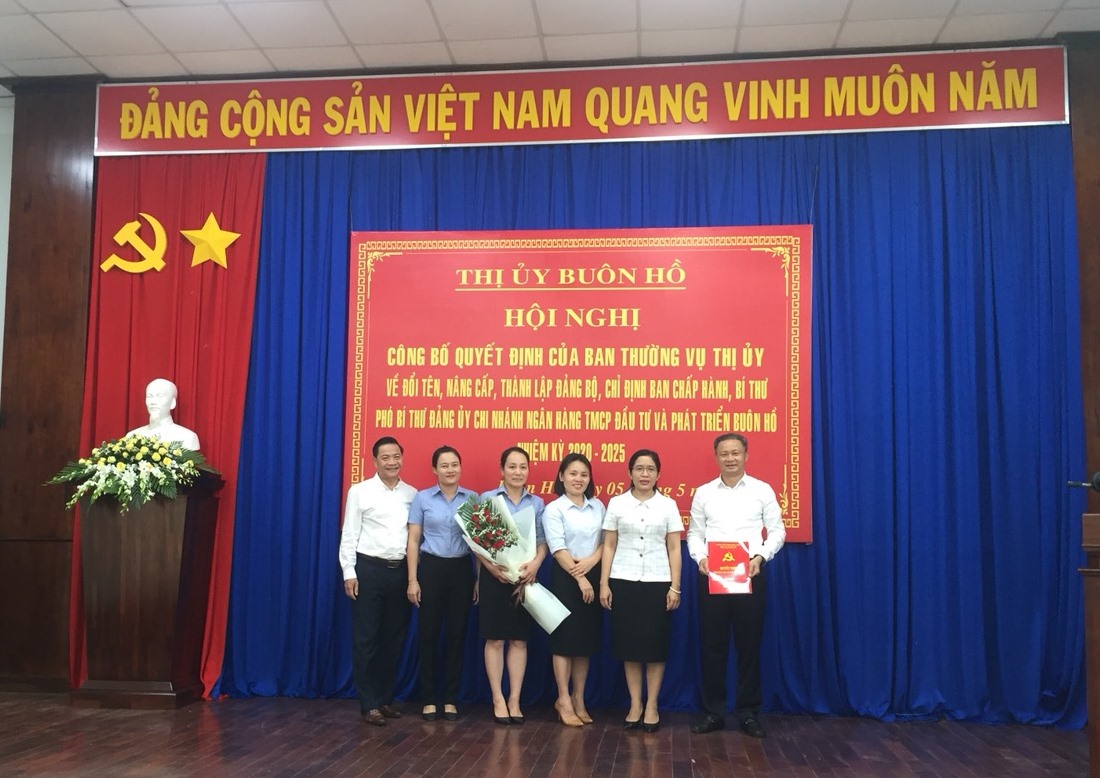 ĐẢNG CỘNG SẢN VIỆT NAM QUANG VINH MUÔN NĂM
THỊ ỦY BUÔN HỒ
HỘI NGHỊ
CÔNG BỐ QUYẾT ĐỊNH CỦA BAN THƯỜNG VỤ THỊ ỦY
VỀ ĐỔI TÊN, NÂNG CẤP, THÀNH LẬP ĐẢNG BỘ, CHỈ ĐỊNH BAN CHẤP HÀNH, BÍ THƯ
PHÓ BÍ THƯ ĐẢNG ỦY CHI NHÁNH NGÂN HÀNG TMCP ĐẦU TƯ VÀ PHÁT TRIỂN BUÔN HỒ
NHIỆM KỲ 2020 - 2025
05 5